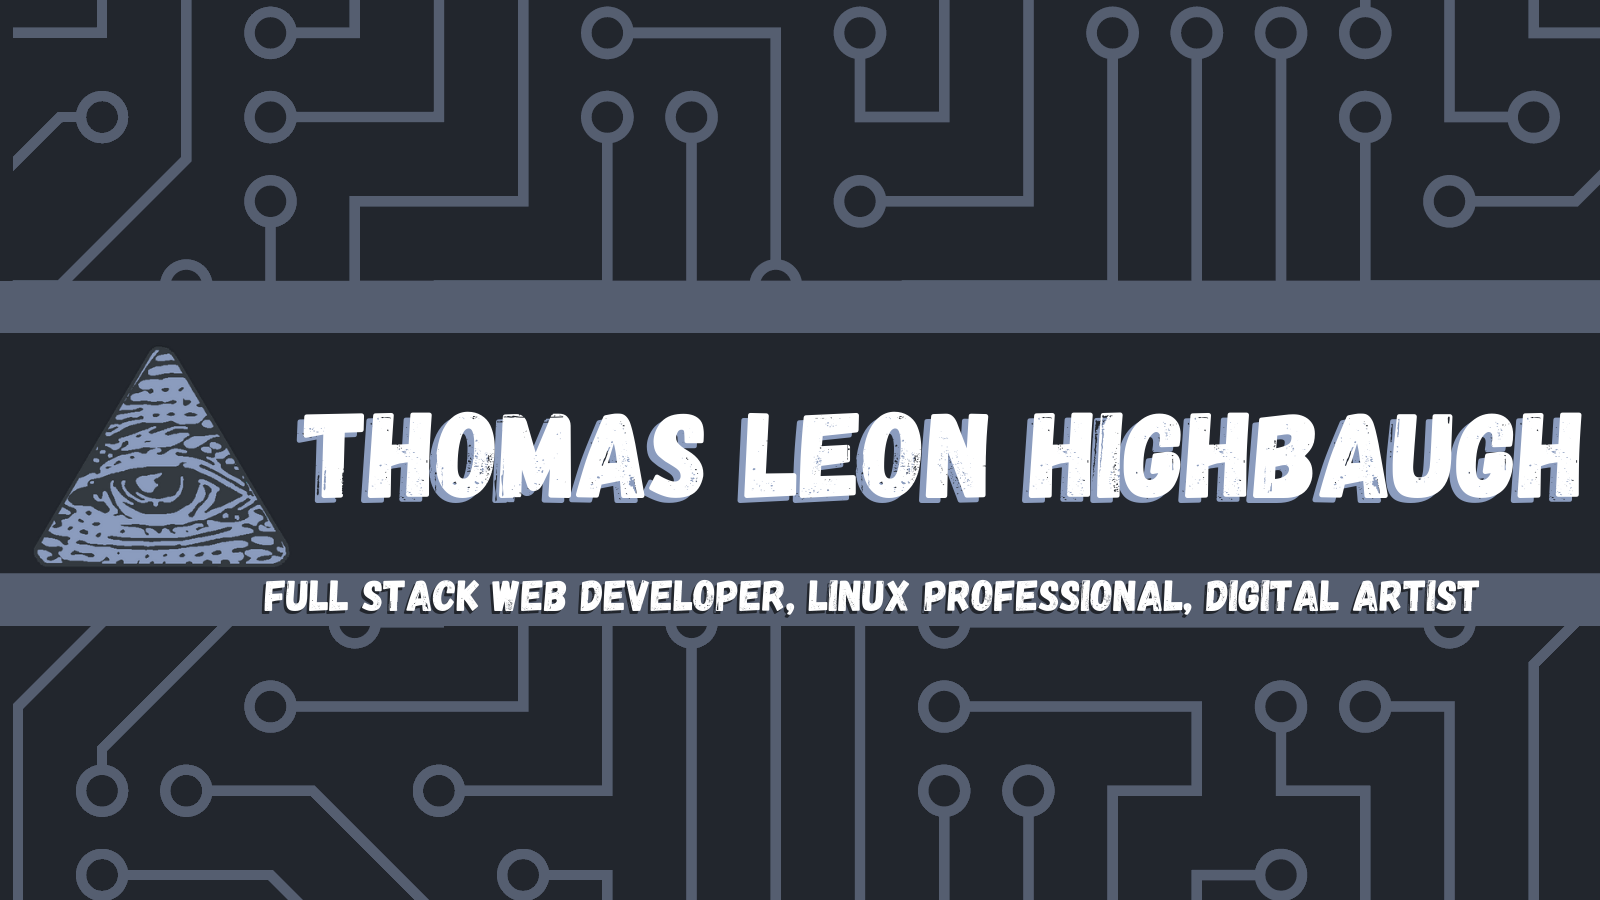 THOMAS LEON HIGHBAUGH
FULL STACK WEB DEVELOPER, LINUX PROFESSIONAL, DIGITAL ARTIST